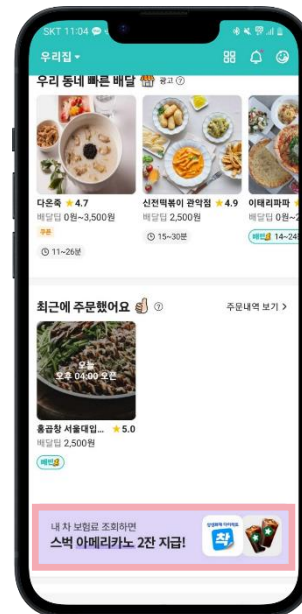 SKT 11:04
우리집
우리 동네 빠른 배달 광고 ?
다온죽 ★4.7
배달팁 0원~3,500원
쿠폰
11~26분
신전떡볶이 관악점 ★4.9
배달팁 2,500원
15~30분
이태리파파
배달팁 0원~2
배민 14~24
최근에 주문했어요 ? 주문내역 보기 >
오늘
오후 04:00 오픈
홍곱창 서울대입... ★5.0
배달팁 2,500원
배민
내 차 보험료 조회하면
스벅 아메리카노 2잔 지급!
착